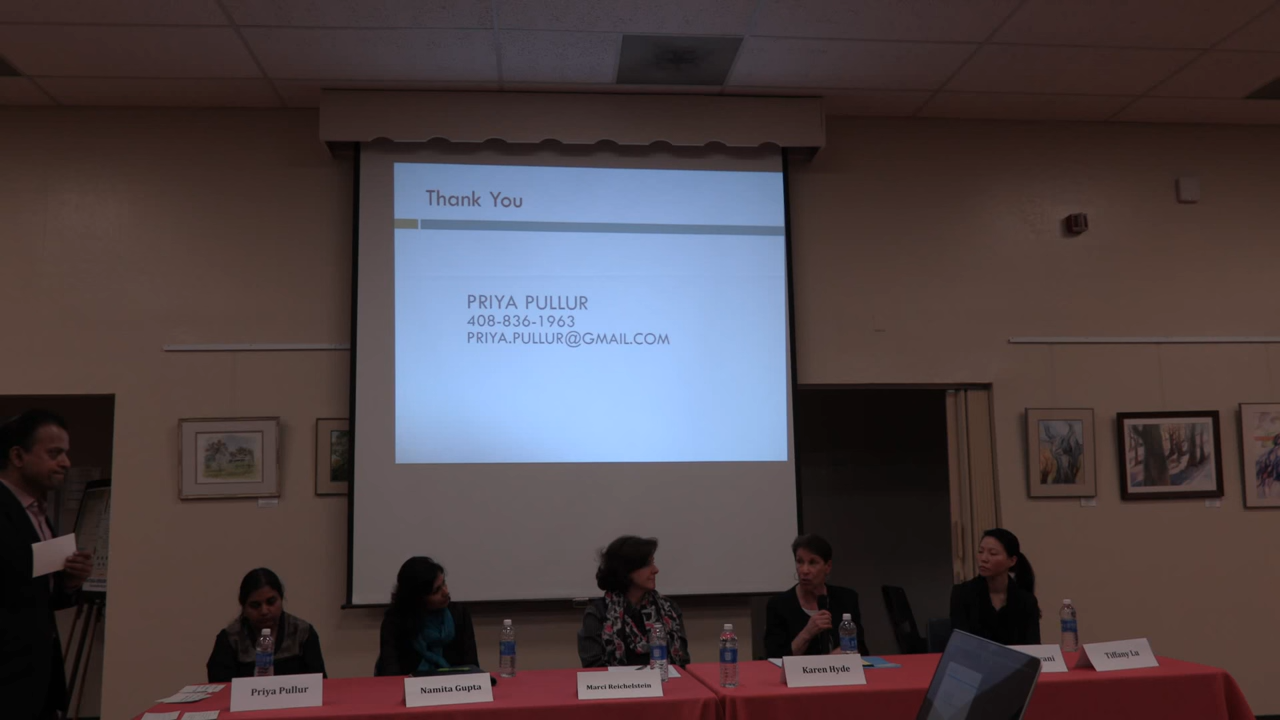 Thank You
PRIYA PULLUR
408-836-1963
PRIYA.PULLUR@GMAIL.COM
Priya Pullur
Namita Gupta
Marci Reichelstein
Karen Hyde
Tiffany Lu